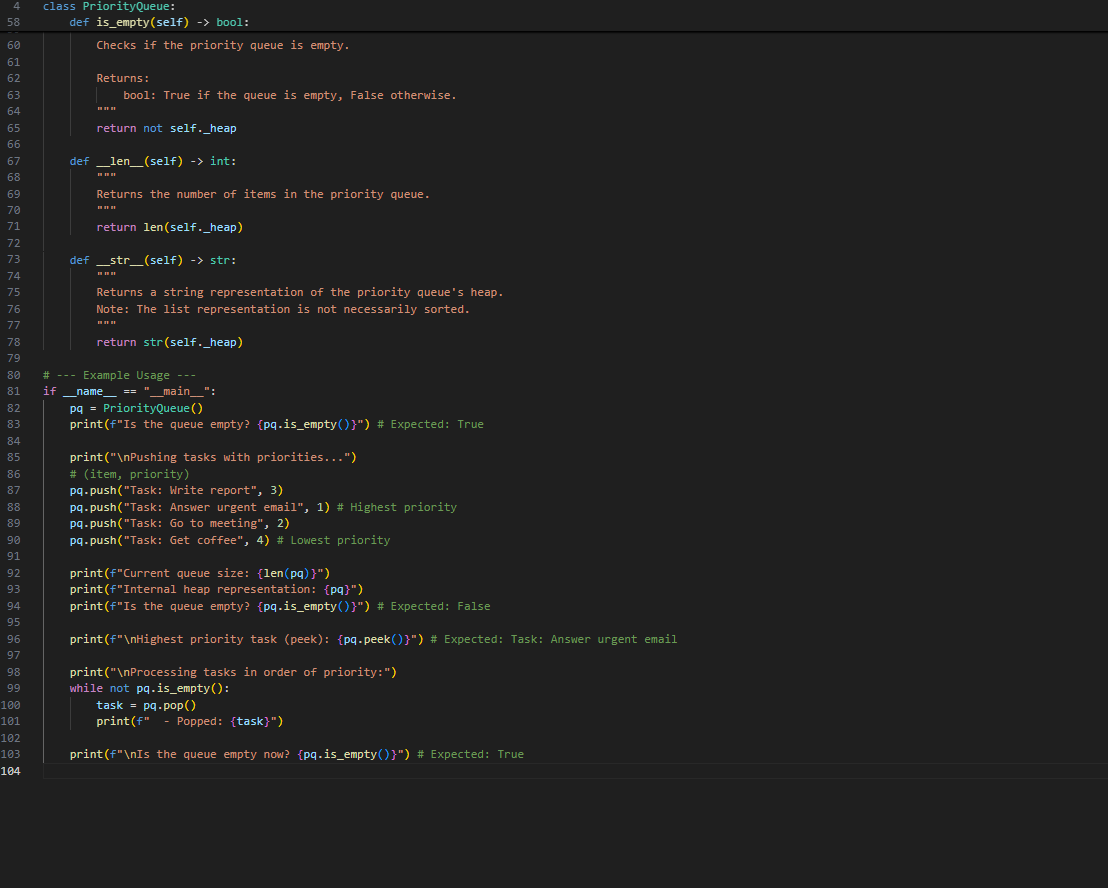 4 class PriorityQueue:
58     def is_empty(self) -> bool:
60         Checks if the priority queue is empty.
61
62         Returns:
63             bool: True if the queue is empty, False otherwise.
64         """
65         return not self._heap
66
67     def __len__(self) -> int:
68         """
69         Returns the number of items in the priority queue.
70         """
71         return len(self._heap)
72
73     def __str__(self) -> str:
74         """
75         Returns a string representation of the priority queue's heap.
76         Note: The list representation is not necessarily sorted.
77         """
78         return str(self._heap)
79
80 # --- Example Usage ---
81 if __name__ == "__main__":
82     pq = PriorityQueue()
83     print(f"Is the queue empty? {pq.is_empty()}") # Expected: True
84
85     print("\nPushing tasks with priorities...")
86     # (item, priority)
87     pq.push("Task: Write report", 3)
88     pq.push("Task: Answer urgent email", 1) # Highest priority
89     pq.push("Task: Go to meeting", 2)
90     pq.push("Task: Get coffee", 4) # Lowest priority
91
92     print(f"Current queue size: {len(pq)}")
93     print(f"Internal heap representation: {pq}")
94     print(f"Is the queue empty? {pq.is_empty()}") # Expected: False
95
96     print(f"\nHighest priority task (peek): {pq.peek()}") # Expected: Task: Answer urgent email
97
98     print("\nProcessing tasks in order of priority:")
99     while not pq.is_empty():
100         task = pq.pop()
101         print(f"  - Popped: {task}")
102
103     print(f"\nIs the queue empty now? {pq.is_empty()}") # Expected: True
104